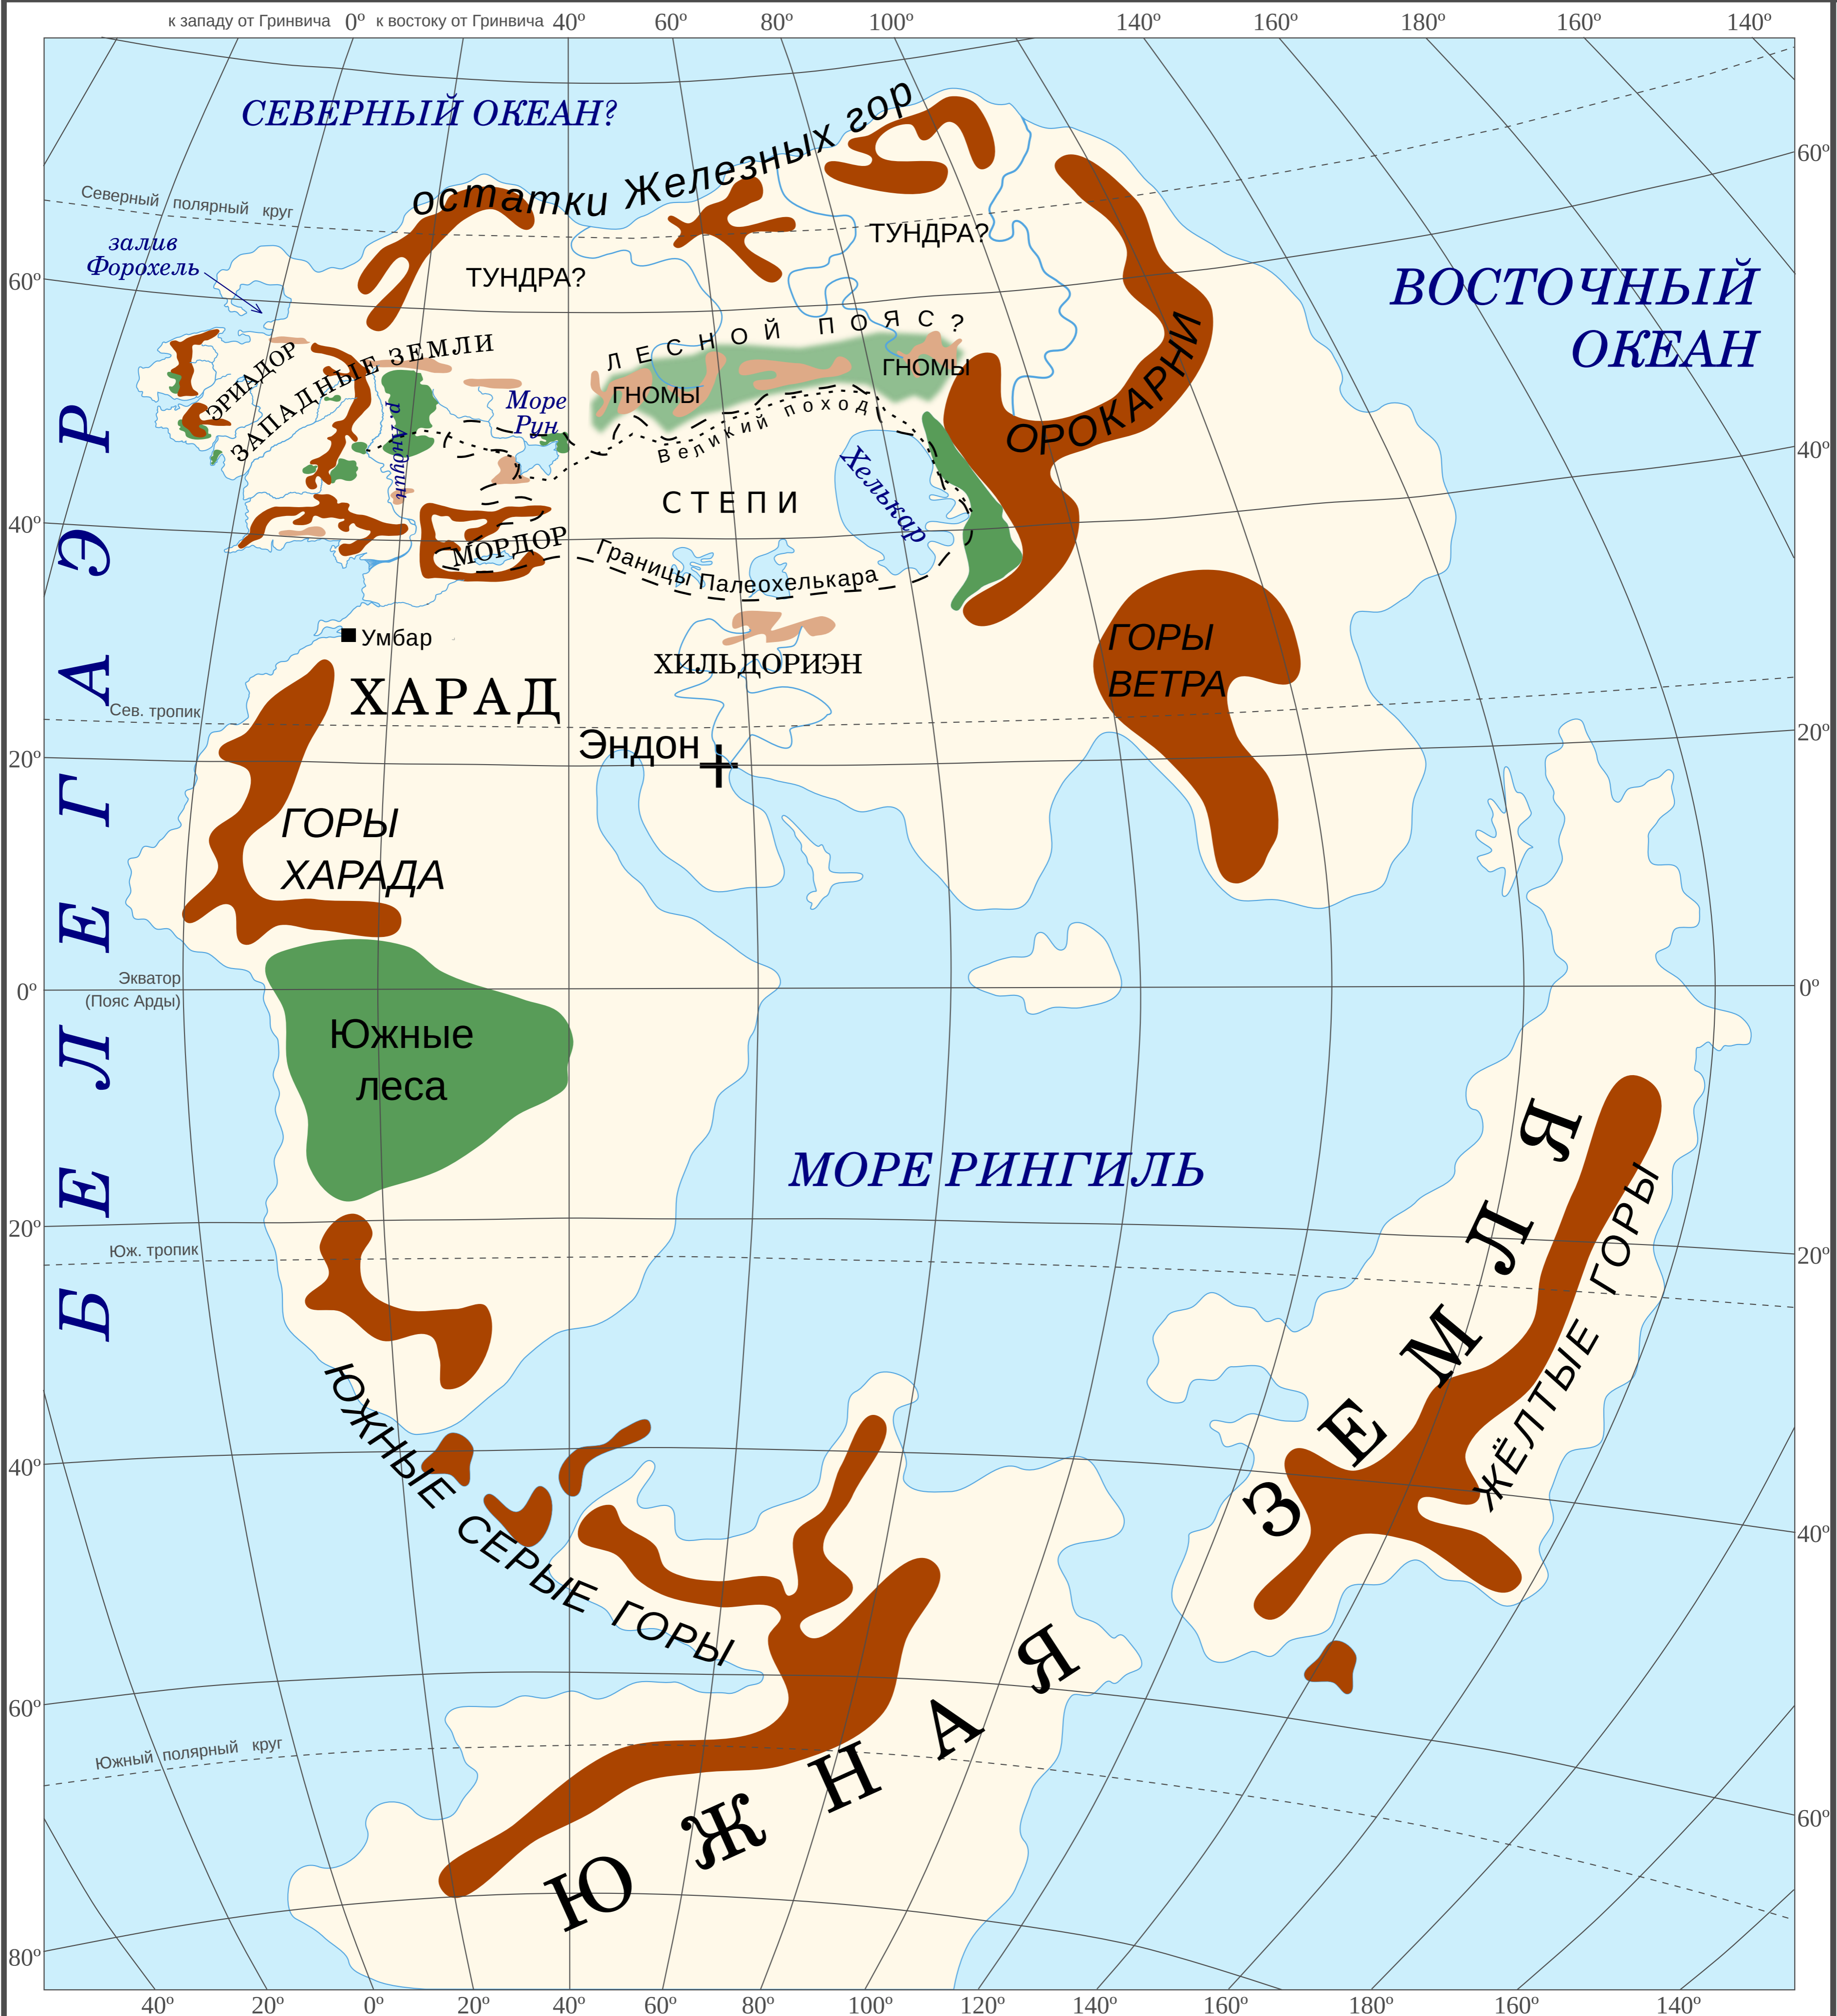 к западу от Гринвича 0º к востоку от Гринвича 40º 60º 80º 100º 140º 160º 180º 160º 140º
СЕВЕРНЫЙ ОКЕАН?
остатки Железных гор
60º
Северный полярный круг
ТУНДРА?
залив
Форохель
ТУНДРА?
60º
ВОСТОЧНЫЙ
ОКЕАН
ЛЕСНОЙ ПОЯС?
ЭРИАДОР
ЗАПАДНЫЕ ЗЕМЛИ
ГНОМЫ
ГНОМЫ
Море
Рун
р. Андуин
Великий поход
ОРОКАРНИ
40º
Хелькар
СТЕПИ
40º
МОРДОР
Границы Палеохелькара
Умбар
ГОРЫ
ВЕТРА
ХИЛЬДОРИЭН
ХАРАД
Сев. тропик
Эндон
20º
20º
ГОРЫ
ХАРАДА
БЕЛЕГАЭР
Экватор
0º
0º
(Пояс Арды)
Южные
леса
МОРЕ РИНГИЛЬ
20º
Юж. тропик
20º
ЖЁЛТЫЕ ГОРЫ
ЮЖНЫЕ СЕРЫЕ ГОРЫ
40º
40º
ЮЖНАЯ ЗЕМЛЯ
60º
Южный полярный круг
60º
80º
40º 20º 0º 20º 40º 60º 80º 100º 120º 140º 160º 180º 160º 140º